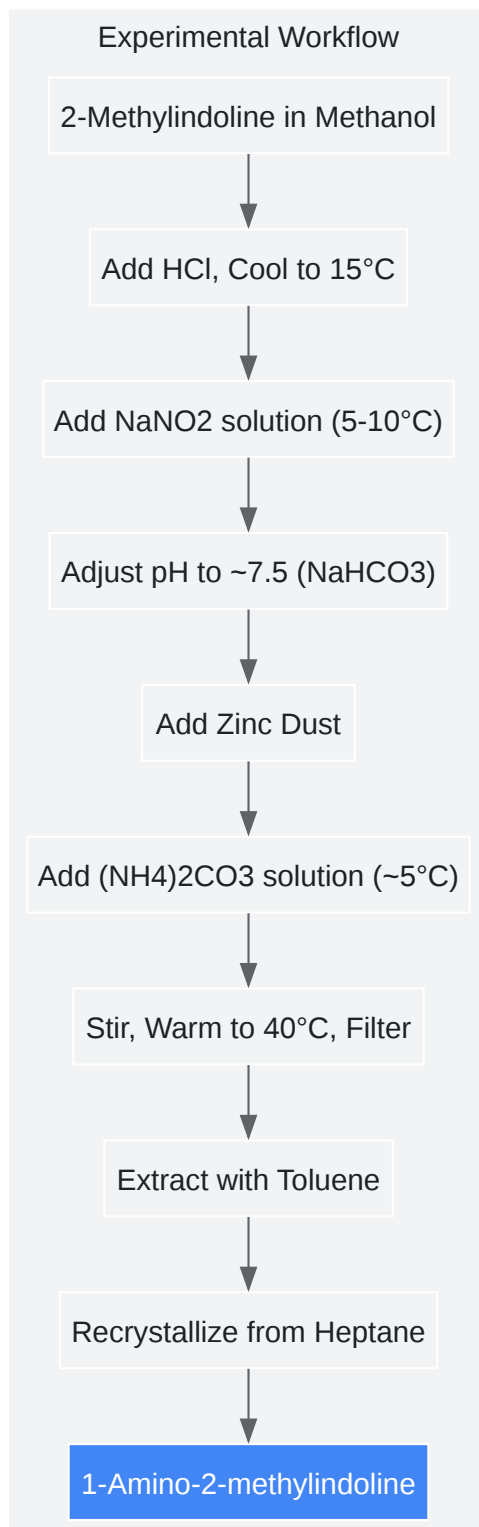 Experimental Workflow
2-Methylindoline in Methanol
Add HCl, Cool to 15°C
Add NaNO2 solution (5-10°C)
Adjust pH to ~7.5 (NaHCO3)
Add Zinc Dust
Add (NH4)2CO3 solution (~5°C)
Stir, Warm to 40°C, Filter
Extract with Toluene
Recrystallize from Heptane
1-Amino-2-methylindoline